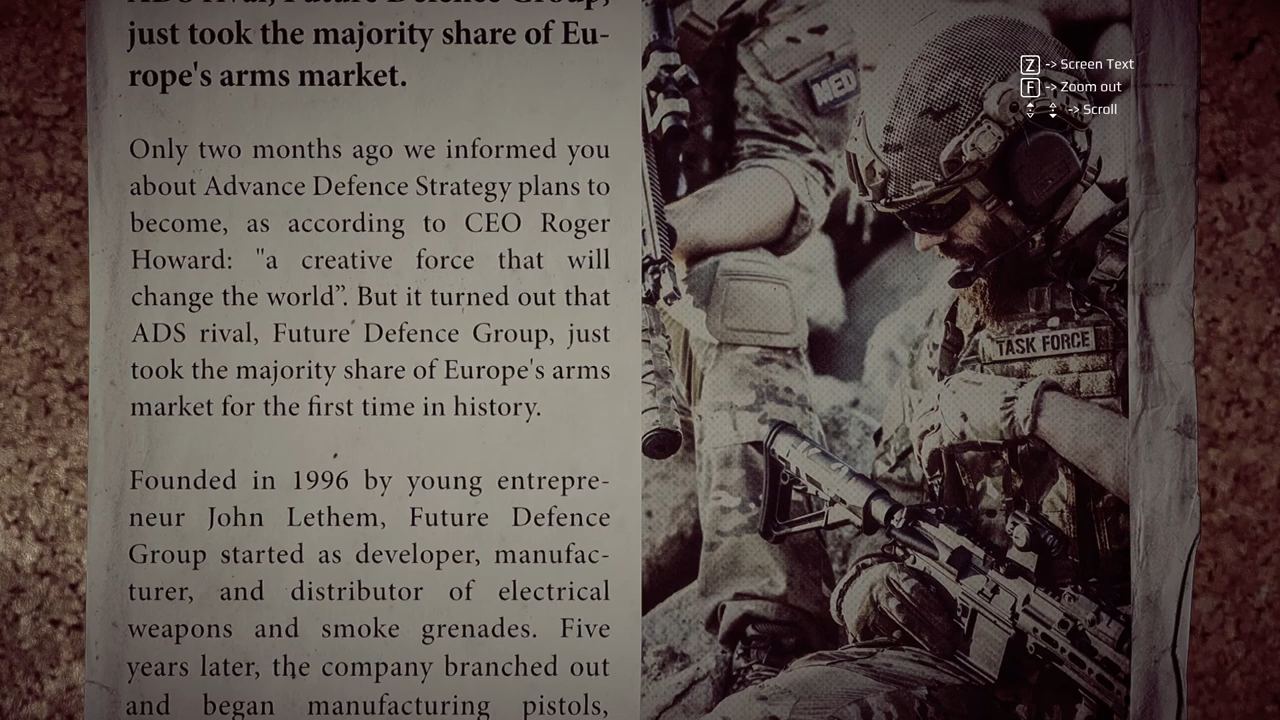 ADS rival, Future Defence Group,
just took the majority share of Eu-
rope's arms market.
Only two months ago we informed you
about Advance Defence Strategy plans to
become, as according to CEO Roger
Howard: "a creative force that will
change the world”. But it turned out that
ADS rival, Future Defence Group, just
took the majority share of Europe's arms
market for the first time in history.
Founded in 1996 by young entrepre-
neur John Lethem, Future Defence
Group started as developer, manufac-
turer, and distributor of electrical
weapons and smoke grenades. Five
years later, the company branched out
and began manufacturing pistols,
MED
TASK FORCE
Z -> Screen Text
F -> Zoom out
-> Scroll